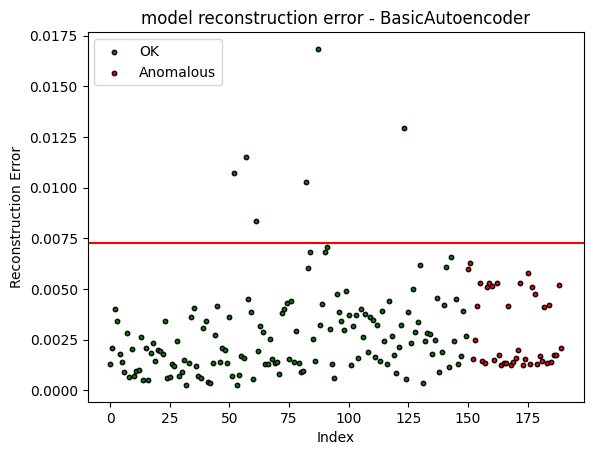 model reconstruction error - BasicAutoencoder
0.0175
0.0150
0.0125
0.0100
0.0075
0.0050
0.0025
0.0000
Reconstruction Error
OK
Anomalous
0 25 50 75 100 125 150 175
Index